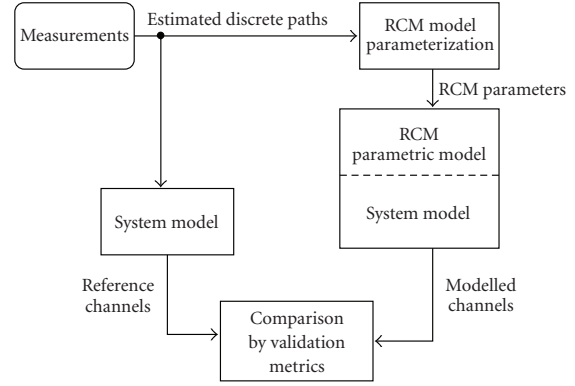 Measurements
Estimated discrete paths
RCM model
parameterization
RCM parameters
RCM
parametric model
System model
System model
Reference
channels
Modelled
channels
Comparison
by validation
metrics